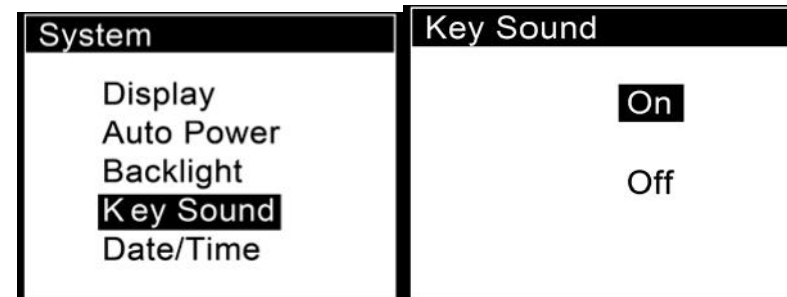 System
Display
Auto Power
Backlight
Key Sound
Date/Time
Key Sound
On
Off